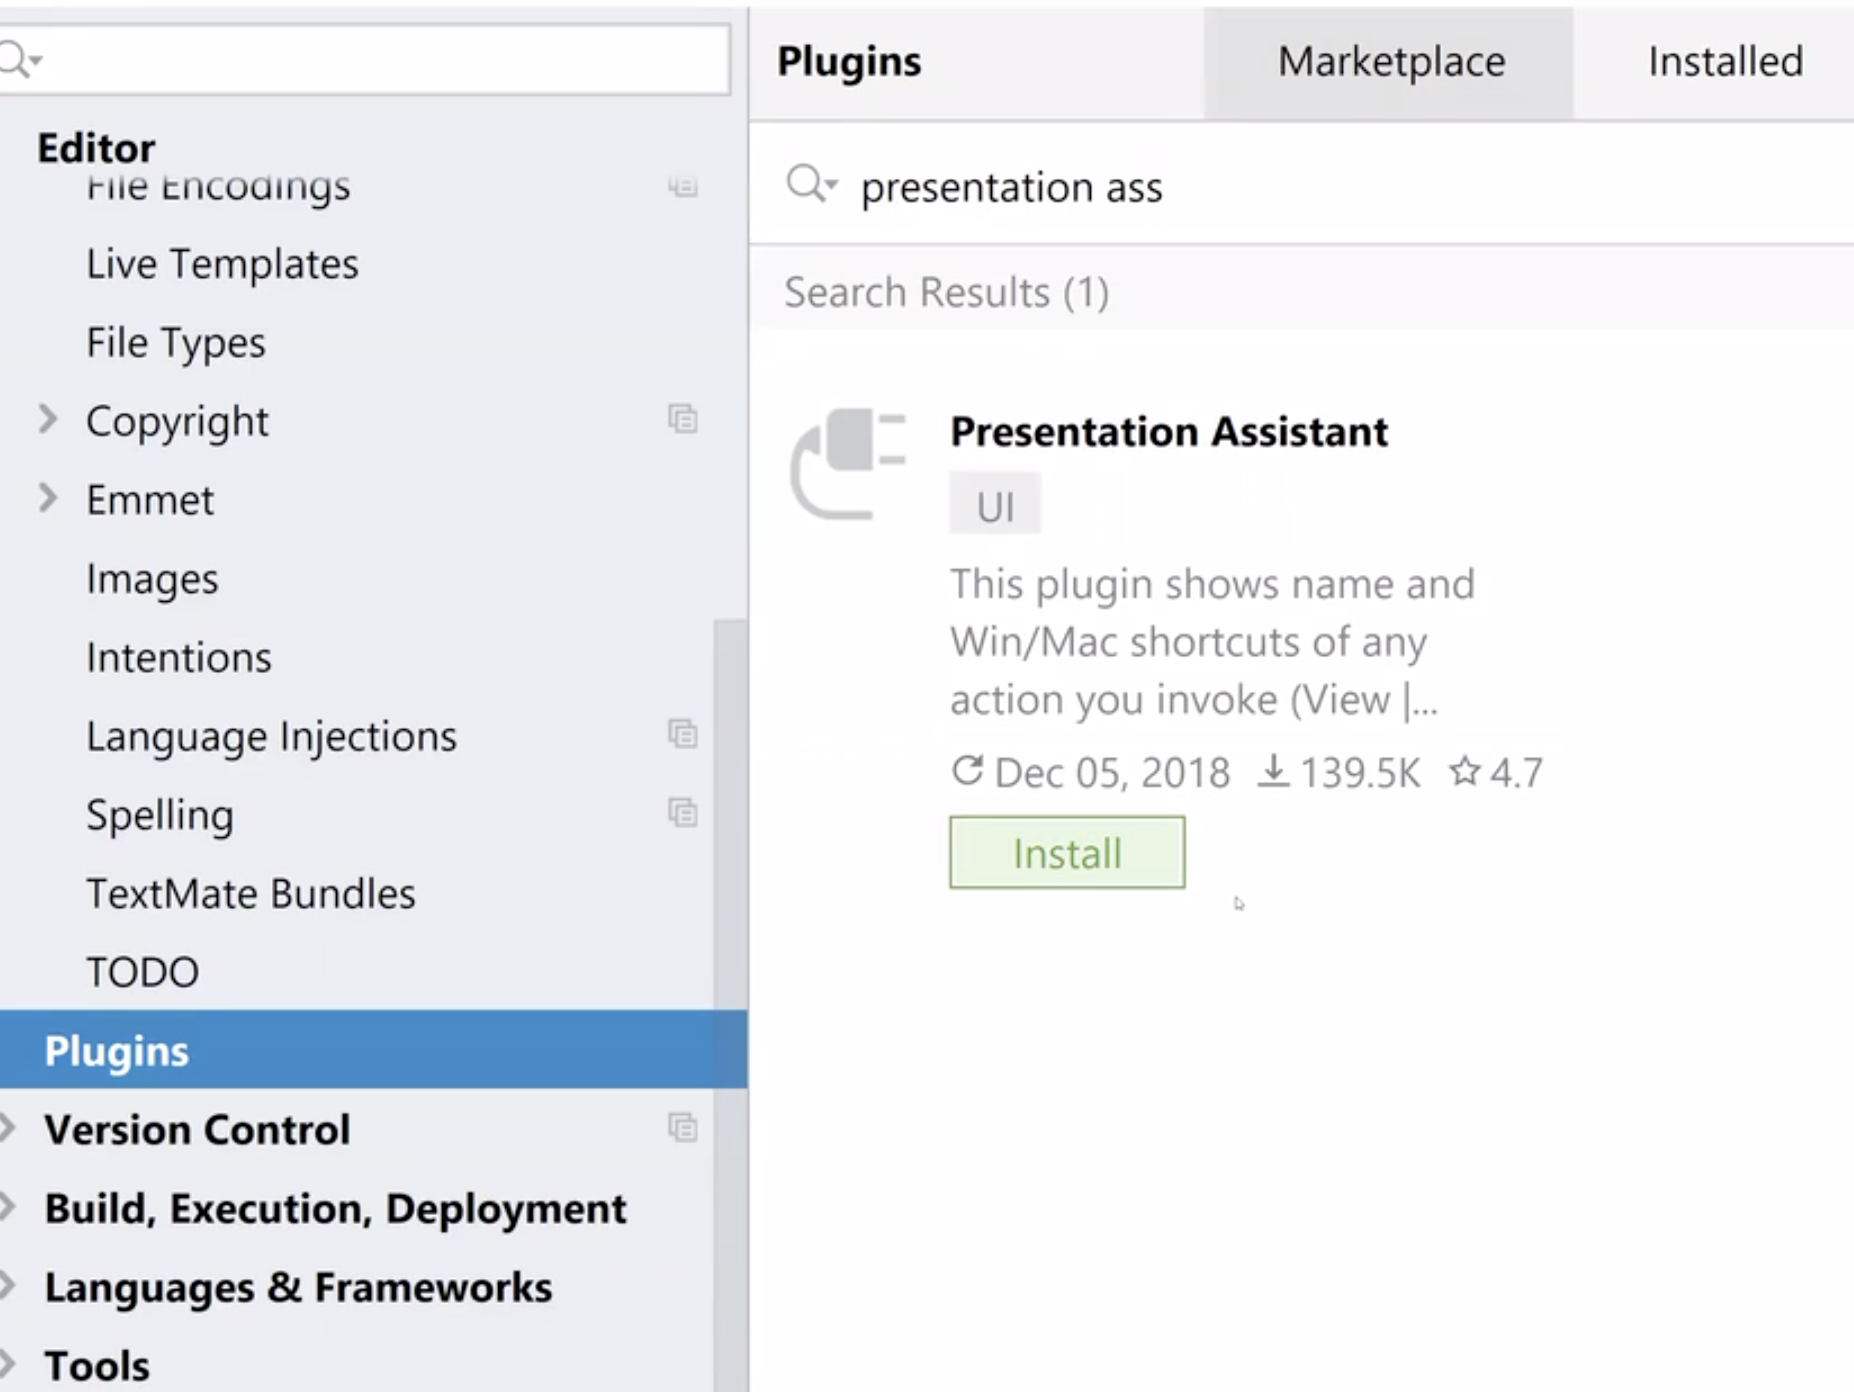 Editor
File Encodings
Live Templates
File Types
Copyright
Emmet
Images
Intentions
Language Injections
Spelling
TextMate Bundles
TODO
Plugins
Version Control
Build, Execution, Deployment
Languages & Frameworks
Tools
Plugins
Marketplace
Installed
presentation ass
Search Results (1)
Presentation Assistant
UI
This plugin shows name and
Win/Mac shortcuts of any
action you invoke (View |...
Dec 05, 2018 139.5K 4.7
Install